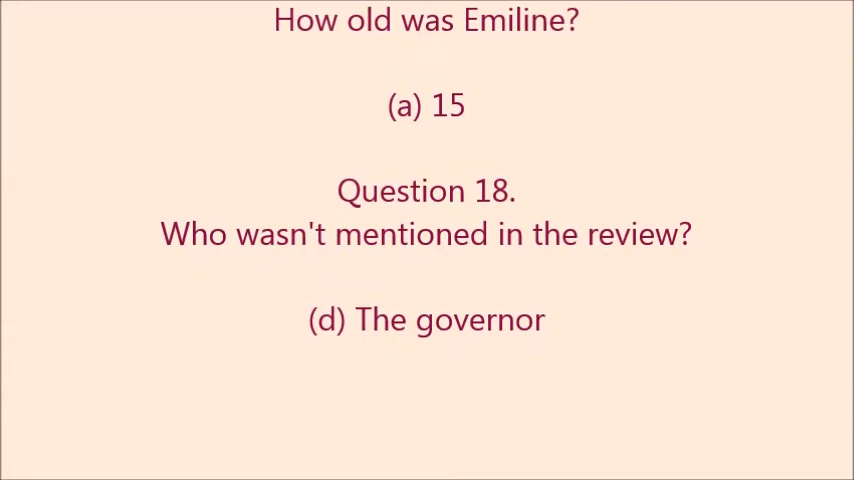 How old was Emiline?
(a) 15
Question 18.
Who wasn't mentioned in the review?
(d) The governor